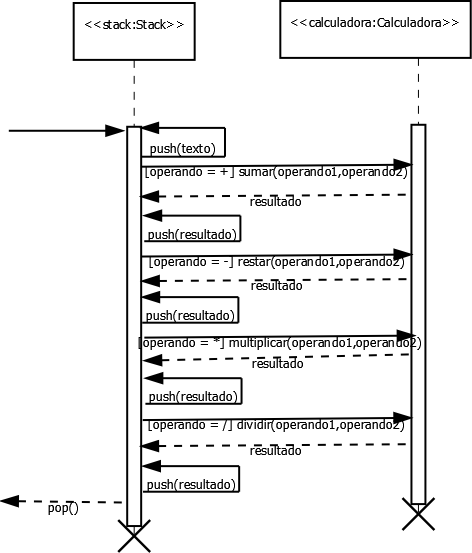 <<stack:Stack>>
<<calculadora:Calculadora>>
push(texto)
[operando = +] sumar(operando1,operando2)
resultado
push(resultado)
[operando = -] restar(operando1,operando2)
resultado
push(resultado)
[operando = *] multiplicar(operando1,operando2)
resultado
push(resultado)
[operando = /] dividir(operando1,operando2)
resultado
push(resultado)
pop()